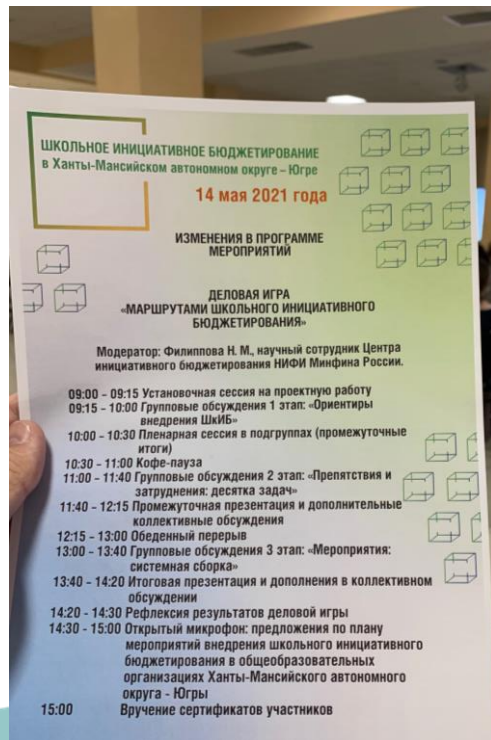 ШКОЛЬНОЕ ИНИЦИАТИВНОЕ БЮДЖЕТИРОВАНИЕ
в Ханты-Мансийском автономном округе – Югре
14 мая 2021 года
ИЗМЕНЕНИЯ В ПРОГРАММЕ
МЕРОПРИЯТИЙ
ДЕЛОВАЯ ИГРА
«МАРШРУТАМИ ШКОЛЬНОГО ИНИЦИАТИВНОГО
БЮДЖЕТИРОВАНИЯ»
Модератор: Филиппова Н. М., научный сотрудник Центра
инициативного бюджетирования НИФИ Минфина России.
09:00 – 09:15 Установочная сессия на проектную работу
09:15 - 10:00 Групповые обсуждения 1 этап: «Ориентиры
внедрения ШкИБ»
10:00 - 10:30 Пленарная сессия в подгруппах (промежуточные
итоги)
10:30 - 11:00 Кофе-пауза
11:00 - 11:40 Групповые обсуждения 2 этап: «Препятствия и
затруднения: десятка задач»
11:40 - 12:15 Промежуточная презентация и дополнительные
коллективные обсуждения
12:15 - 13:00 Обеденный перерыв
13:00 - 13:40 Групповые обсуждения 3 этап: «Мероприятия:
системная сборка»
13:40 - 14:20 Итоговая презентация и дополнения в коллективном
обсуждении
14:20 - 14:30 Рефлексия результатов деловой игры
14:30 - 15:00 Открытый микрофон: предложения по плану
мероприятий внедрения школьного инициативного
бюджетирования в общеобразовательных
организациях Ханты-Мансийского автономного
округа - Югры
15:00 Вручение сертификатов участников